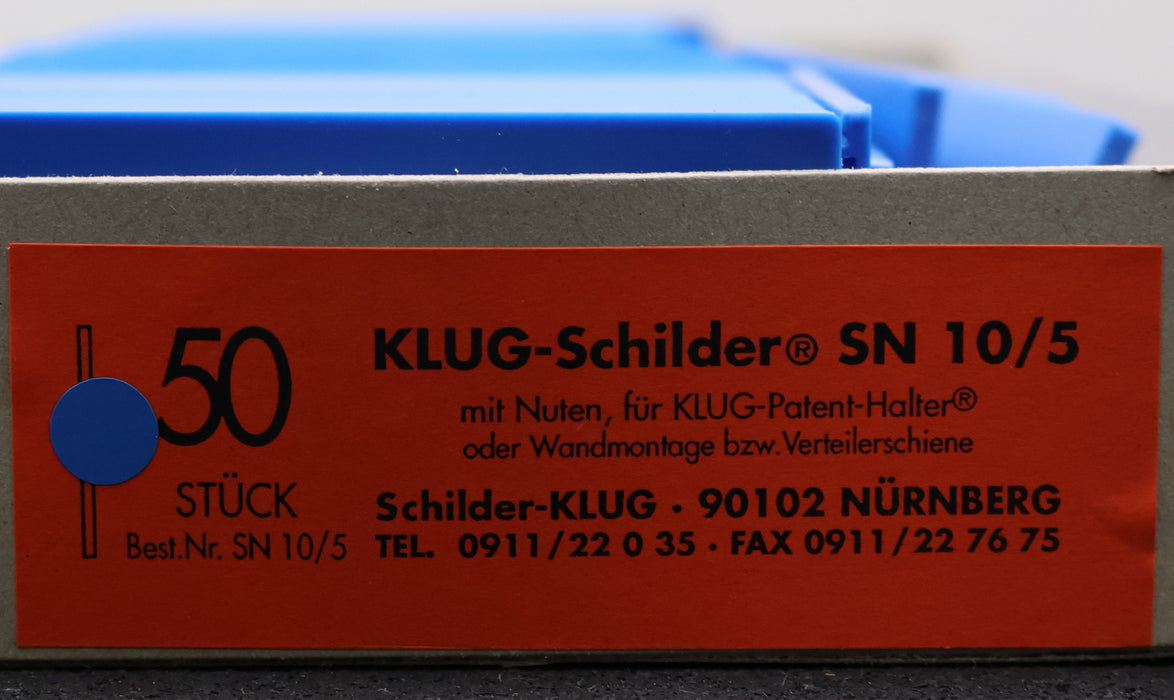 50
STÜCK
Best.Nr. SN 10/5
KLUG-Schilder® SN 10/5
mit Nuten, für KLUG-Patent-Halter®
oder Wandmontage bzw. Verteilerschiene
Schilder-KLUG · 90102 NÜRNBERG
TEL. 0911/22 0 35 · FAX 0911/22 76 75